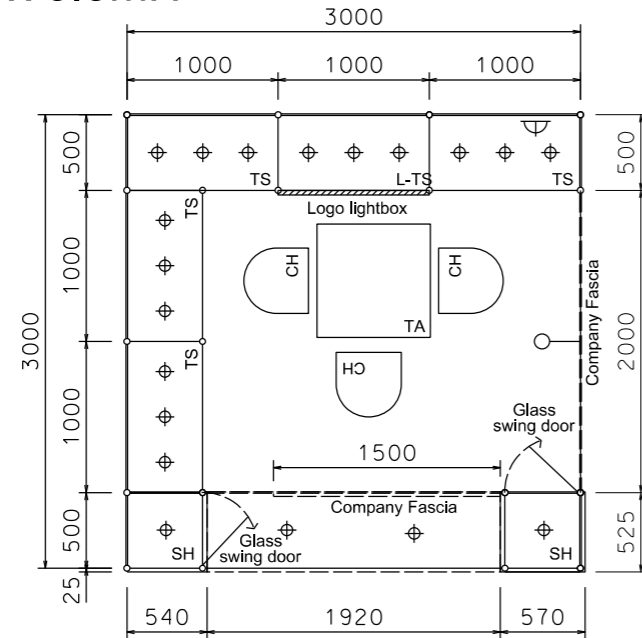 3000
1000 1000 1000
500 500
TS L-TS TS
Logo lightbox
TS
CH CH
TA
1000
3000
2000
Company Fascia
TS
CH
1000
Glass
swing door
1500
Company Fascia
500
525
SH
Glass
swing door
SH
25
540 1920 570